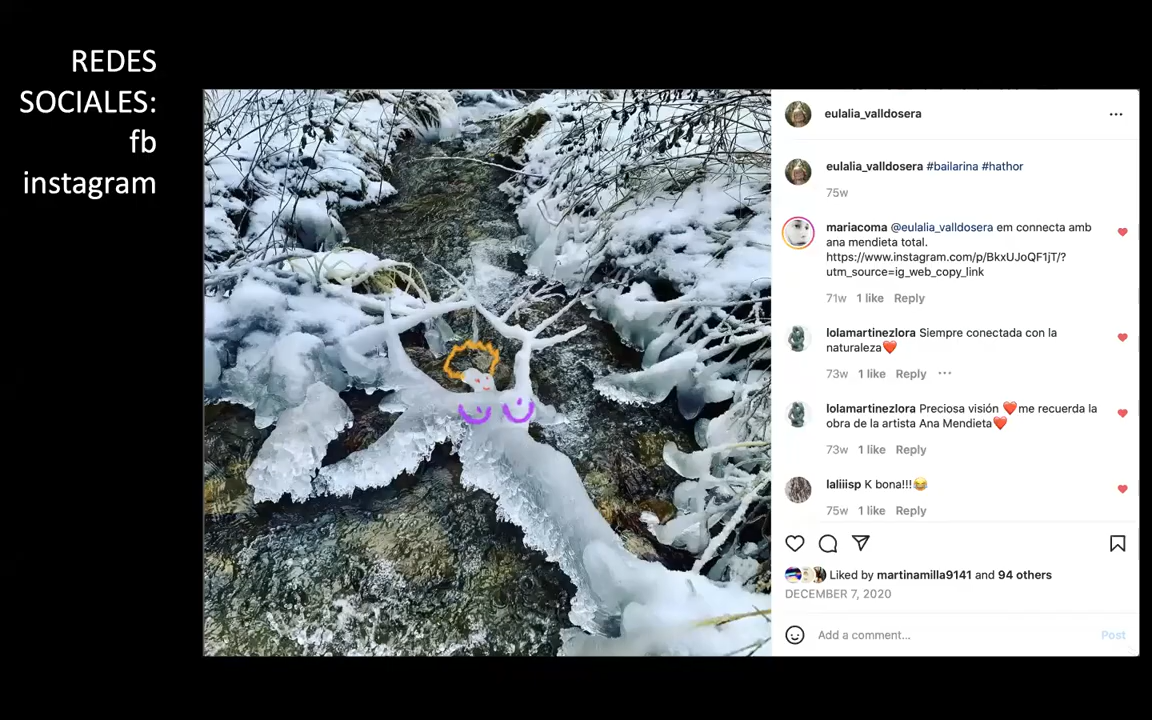 REDES
SOCIALES:
fb
instagram
eulalia_valldosera
eulalia_valldosera #bailarina #hathor
75w
mariacoma @eulalia_valldosera em connecta amb
ana mendieta total.
https://www.instagram.com/p/BkxUJoQF1jT/?
utm_source=ig_web_copy_link
71w 1 like Reply
lolamartinezlora Siempre conectada con la
naturaleza❤️
73w 1 like Reply
lolamartinezlora Preciosa visión ❤️me recuerda la
obra de la artista Ana Mendieta❤️
73w 1 like Reply
laliiisp K bona!!!😂
75w 1 like Reply
Liked by martinamilla9141 and 94 others
DECEMBER 7, 2020
Add a comment...
Post